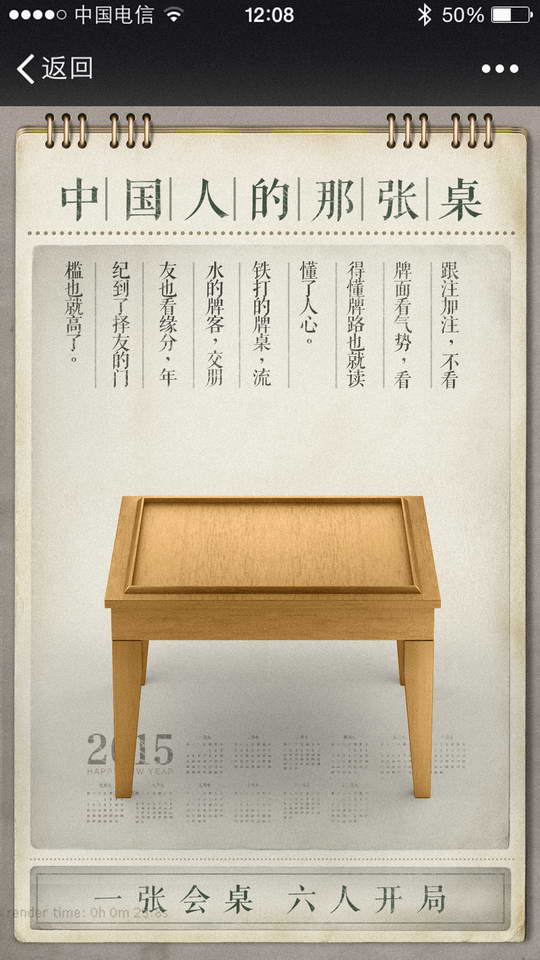 中国电信 12:08 50%
返回
中国人的那张桌
跟注加注，不看
牌面看气势，看
得懂牌路也就读
懂了人心。
铁打的牌桌，流
水的牌客，交朋
友也看缘分，年
纪到了择友的门
槛也就高了。
2015
HAPPY NEW YEAR
一张会桌 六人开局
render time: 0h 0m